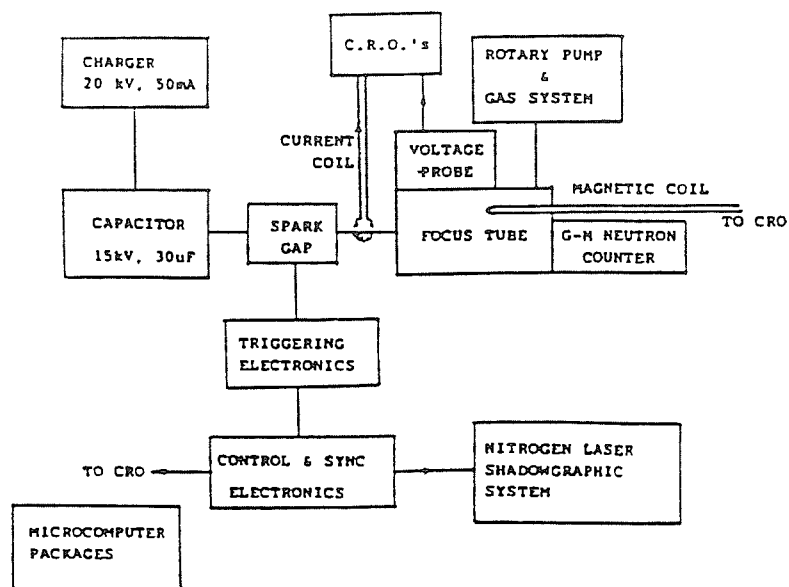 C.R.O.'s
CHARGER
20 kV, 50mA
ROTARY PUMP
&
GAS SYSTEM
CURRENT
COIL
VOLTAGE
-PROBE
MAGNETIC COIL
TO CRO
CAPACITOR
15kV, 30uF
SPARK
GAP
FOCUS TUBE
G-M NEUTRON
COUNTER
TRIGGERING
ELECTRONICS
TO CRO
CONTROL & SYNC
ELECTRONICS
NITROGEN LASER
SHADOWGRAPHIC
SYSTEM
MICROCOMPUTER
PACKAGES